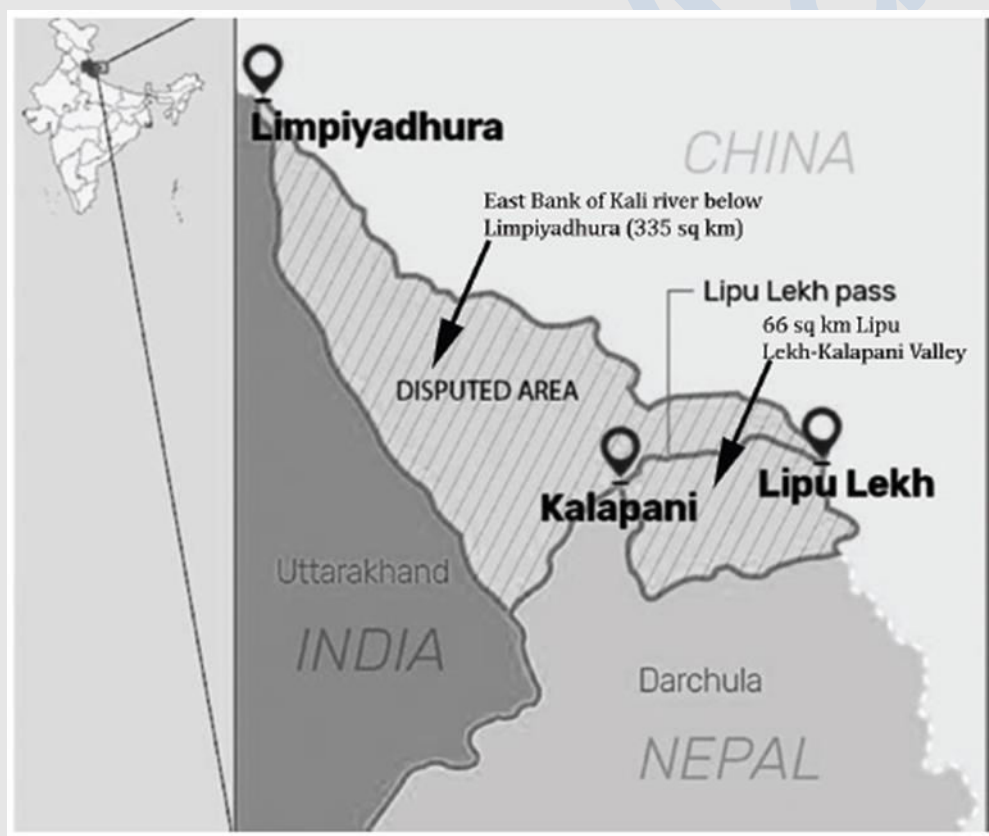 Limpiyadhura
CHINA
East Bank of Kali river below
Limpiyadhura (335 sq km)
Lipu Lekh pass
66 sq km Lipu
Lekh-Kalapani Valley
DISPUTED AREA
Kalapani
Lipu Lekh
Uttarakhand
INDIA
Darchula
NEPAL